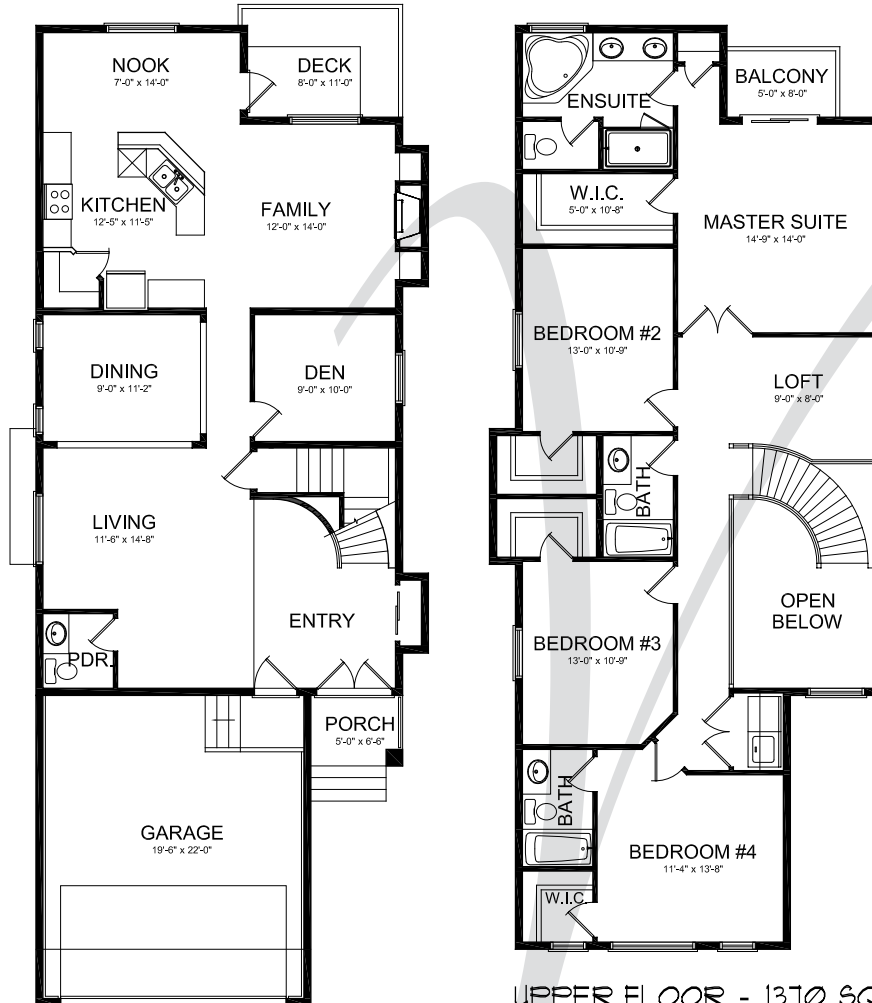 NOOK
7'-0" x 14'-0"
DECK
8'-0" x 11'-0"
KITCHEN
12'-5" x 11'-5"
FAMILY
12'-0" x 14'-0"
DINING
9'-0" x 11'-2"
DEN
9'-0" x 10'-0"
LIVING
11'-6" x 14'-8"
ENTRY
PDR.
PORCH
5'-0" x 6'-6"
GARAGE
19'-6" x 22'-0"
ENSUITE
BALCONY
5'-0" x 8'-0"
W.I.C.
5'-0" x 10'-8"
MASTER SUITE
14'-9" x 14'-0"
BEDROOM #2
13'-0" x 10'-9"
LOFT
9'-0" x 8'-0"
BATH
OPEN
BELOW
BEDROOM #3
13'-0" x 10'-9"
BATH
BEDROOM #4
11'-4" x 13'-8"
W.I.C.
UPPER FLOOR - 1370 SQ